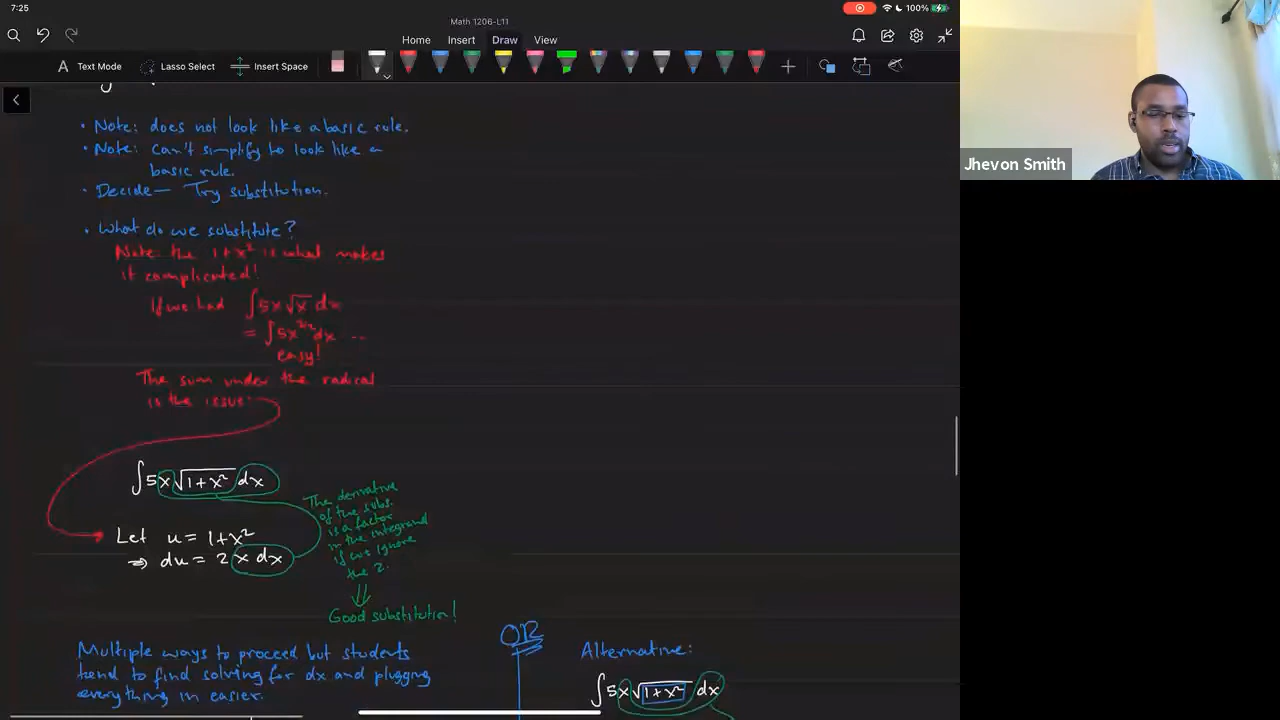 7:25
100%
Math 1206-L11
Home Insert Draw View
Text Mode Lasso Select Insert Space
Jhevon Smith
• Note: does not look like a basic rule.
• Note: can't simplify to look like a
basic rule.
• Decide— Try substitution.
• What do we substitute?
Note the 1+x² is what makes
it complicated!
If we had ∫5x√x dx
= ∫5x^{3/2} dx ...
easy!
The sum under the radical
is the issue.
∫5x√(1+x²) dx
Let u = 1+x²
⇒ du = 2x dx
The derivative
of the subs.
is a factor
in the integrand
if we ignore
the 2.
⇓
Good substitution!
Multiple ways to proceed but students
tend to find solving for dx and plugging
everything in easier.
OR
Alternative:
∫5x√(1+x²) dx